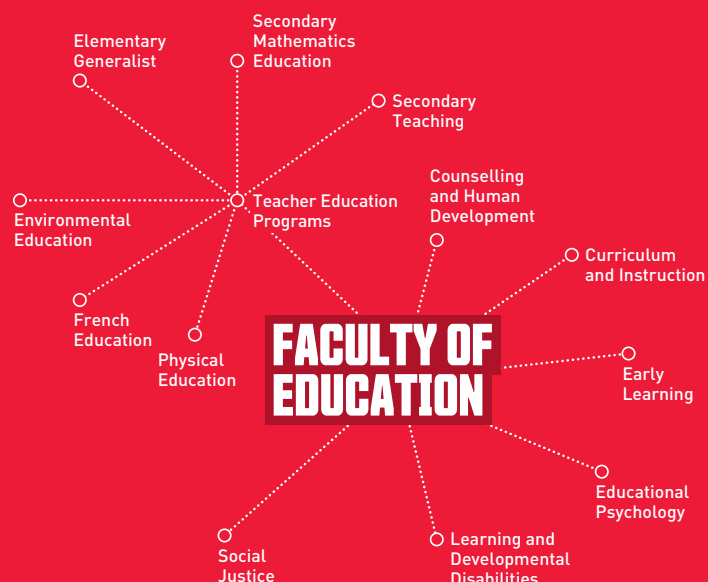 Secondary
Mathematics
Education
Elementary
Generalist
Secondary
Teaching
Counselling
and Human
Development
Teacher Education
Programs
Environmental
Education
Curriculum
and Instruction
French
Education
Physical
Education
FACULTY OF
EDUCATION
Early
Learning
Educational
Psychology
Social
Justice
Learning and
Developmental
Disabilities